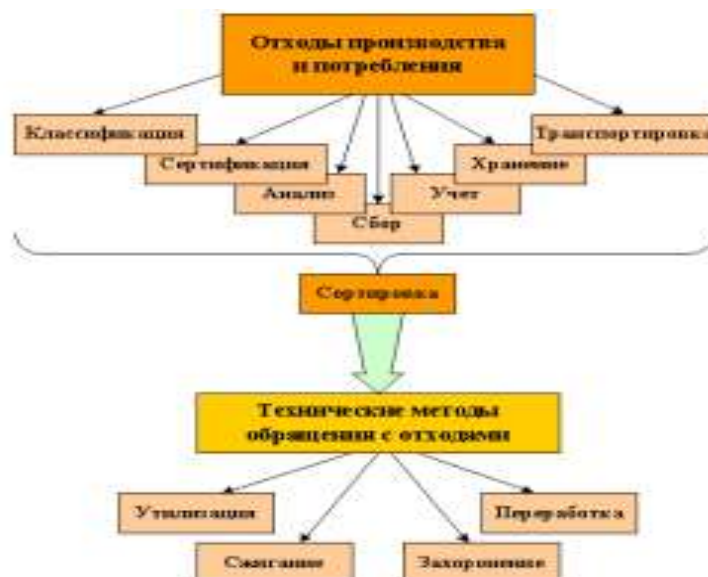 Отходы производства
и потребления
Классификация
Транспортировка
Сертификация
Хранение
Анализ
Учет
Сбор
Сортировка
Технические методы
обращения с отходами
Утилизация
Переработка
Сжигание
Захоронение